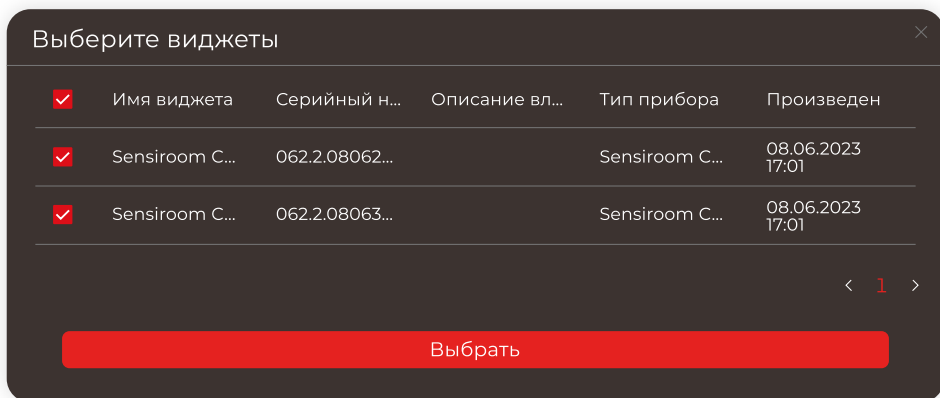 Выберите виджеты
Имя виджета Серийный н... Описание вл... Тип прибора Произведен
Sensiroom C... 062.2.08062... Sensiroom C... 08.06.2023
17:01
Sensiroom C... 062.2.08063... Sensiroom C... 08.06.2023
17:01
1
Выбрать